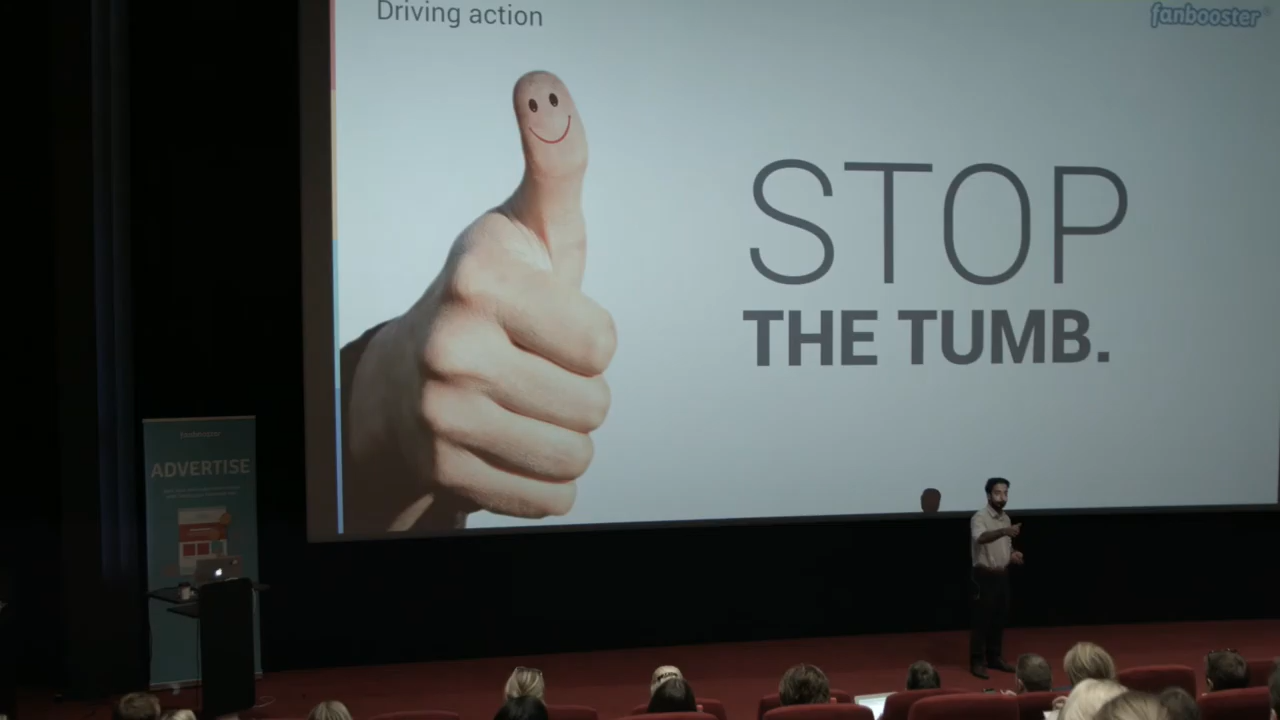 Driving action
fanbooster
STOP
THE TUMB.
ADVERTISE